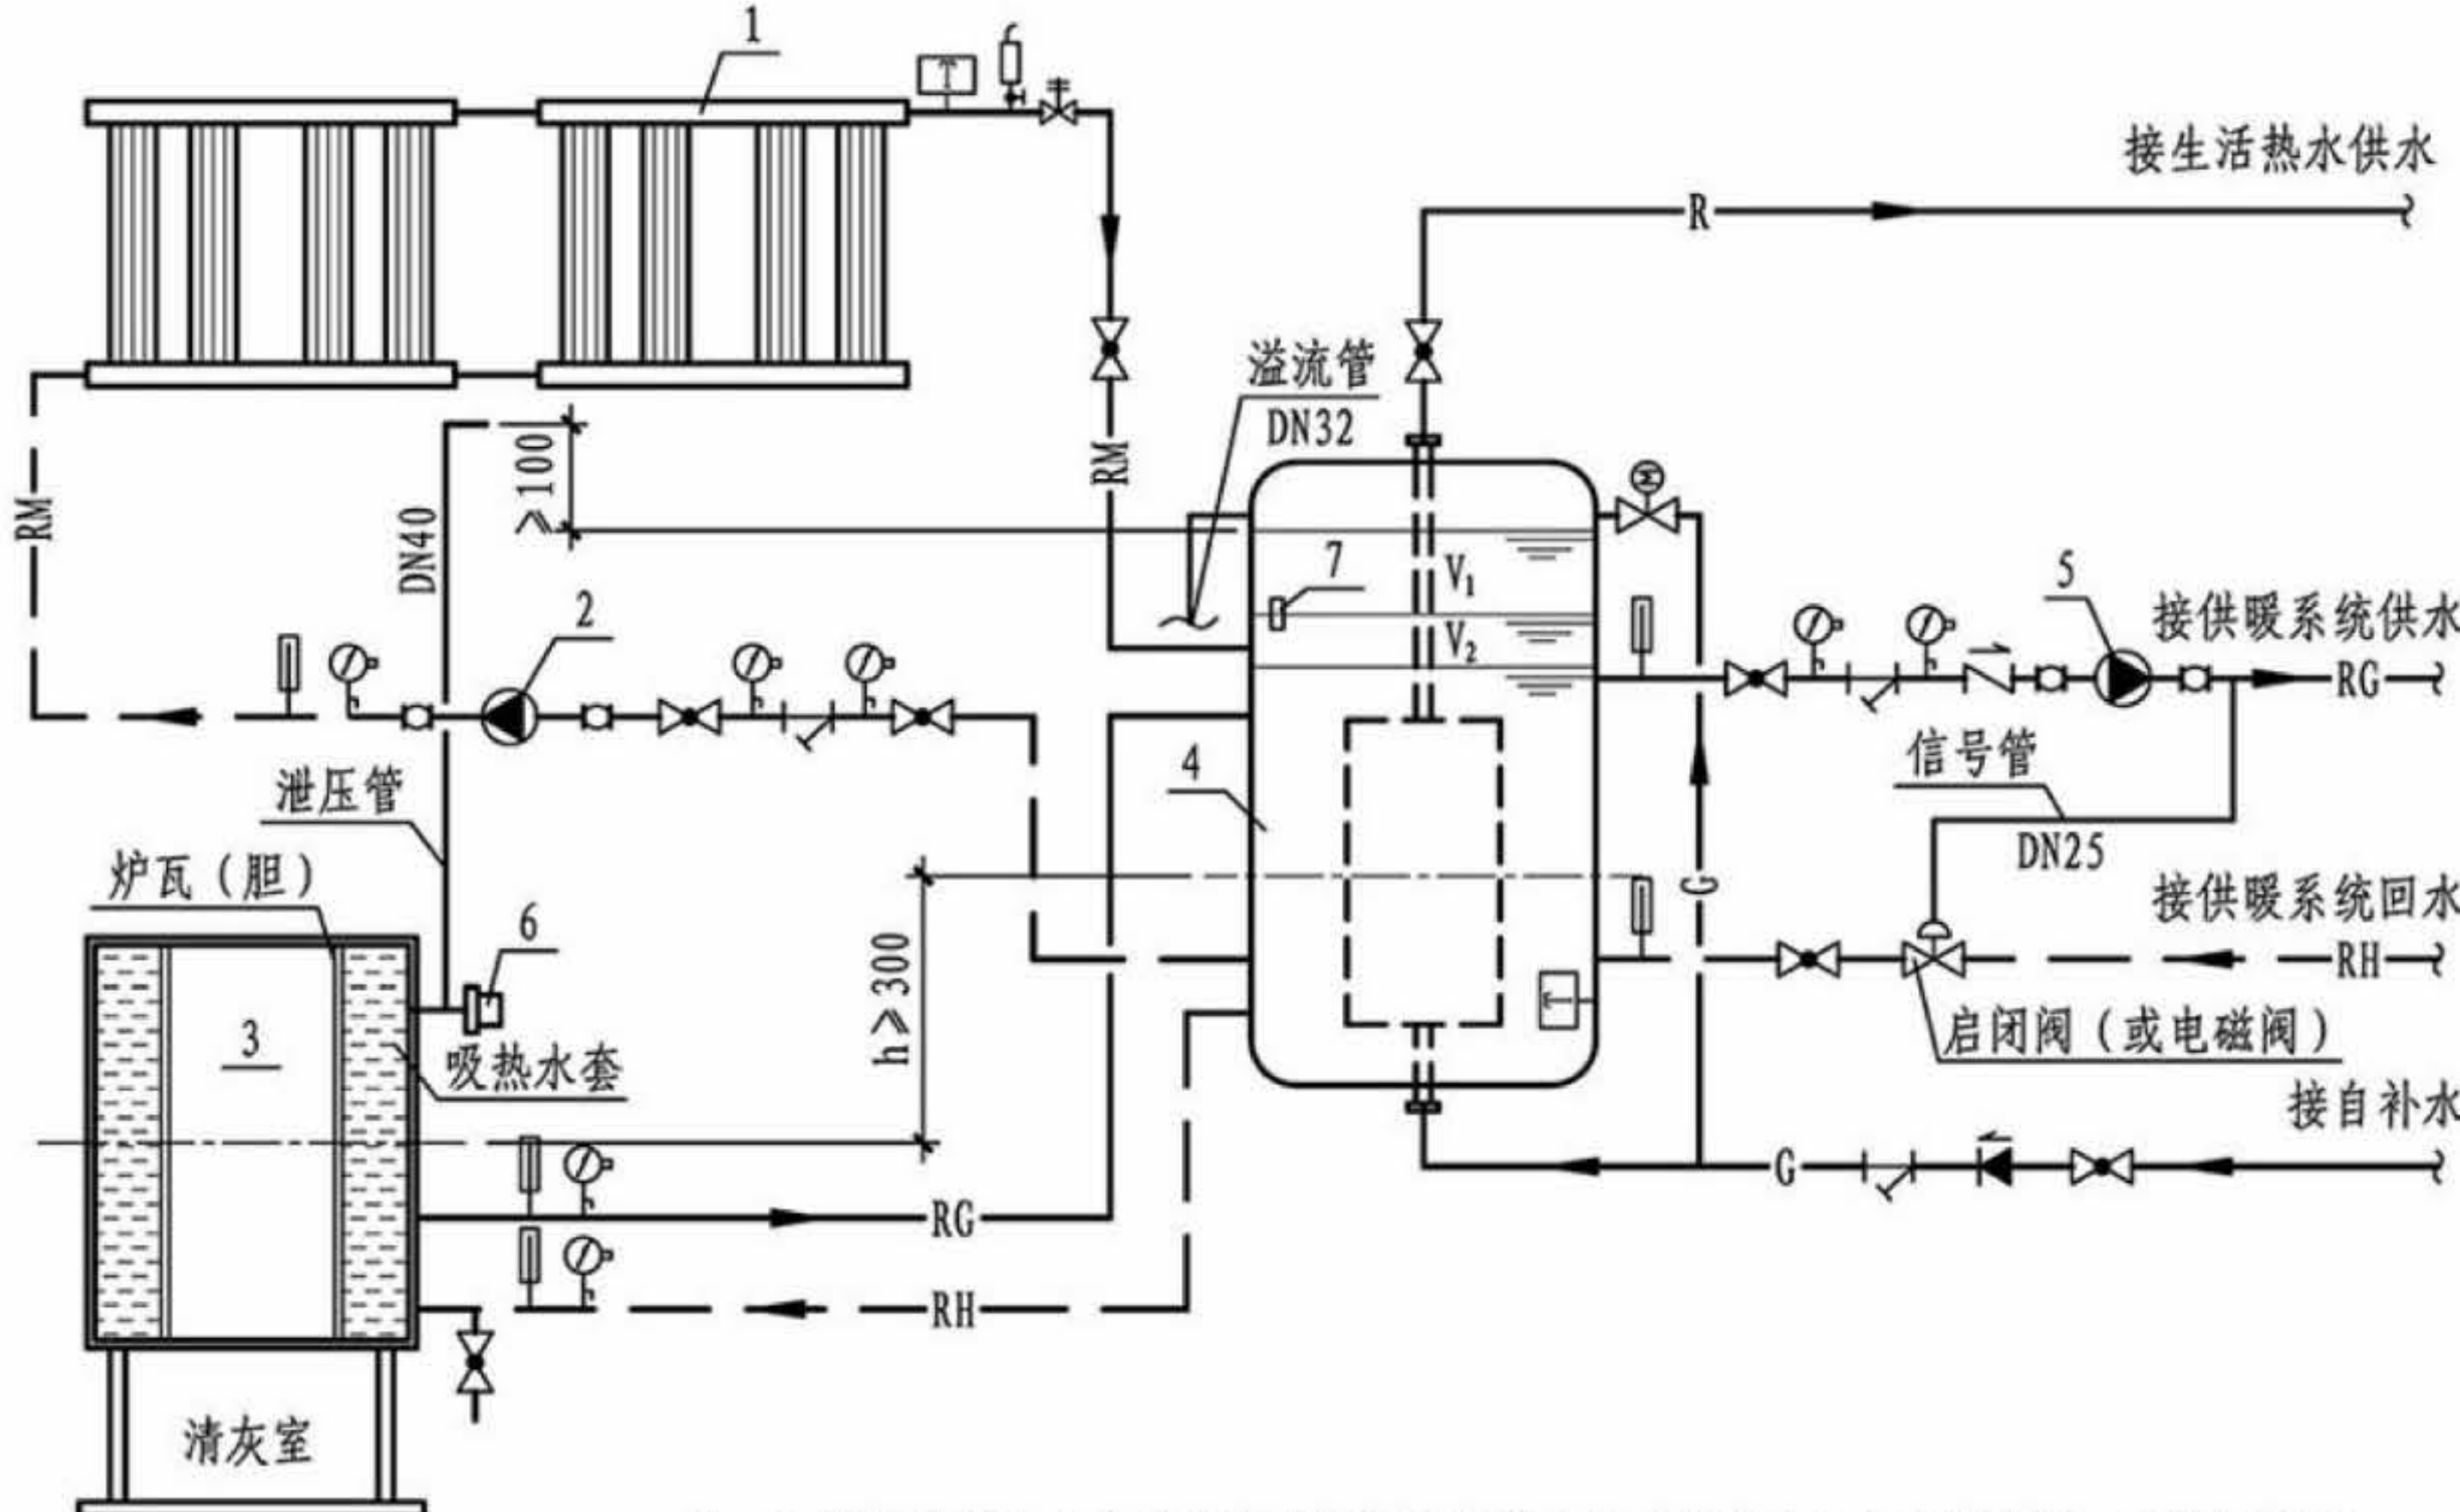 1
接生活热水供水
R
溢流管
DN32
≥100
RM
RM
DN40
7
V₁
V₂
2
5
接供暖系统供水
RG
信号管
DN25
4
泄压管
炉瓦（胆）
G
接供暖系统回水
RH
6
h≥300
3
吸热水套
启闭阀（或电磁阀）
接自补水
G
RG
RH
清灰室
M
T
T